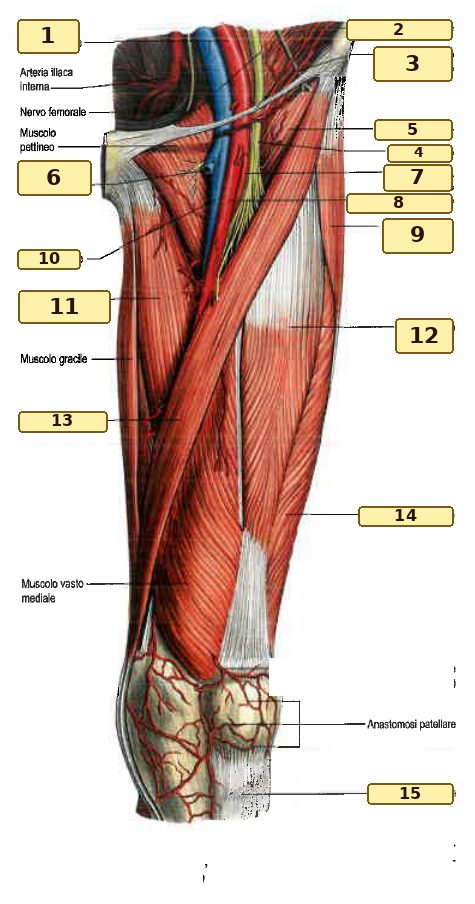 1
2
3
Arteria iliaca
interna
Nervo femorale
5
Muscolo
pettineo
4
6
7
8
9
10
11
12
Muscolo gracile
13
14
Muscolo vasto
mediale
Anastomosi patellare
15